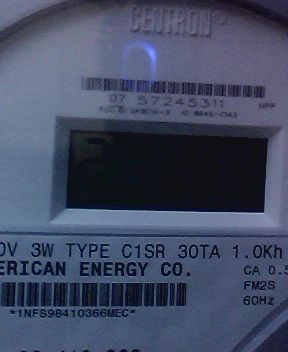 CENTRON
07 57245311
HPP
0V 3W TYPE C1SR 30TA 1.0Kh
ERICAN ENERGY CO.
CA 0.5
FM2S
60Hz
*1NFS98410366MEC*